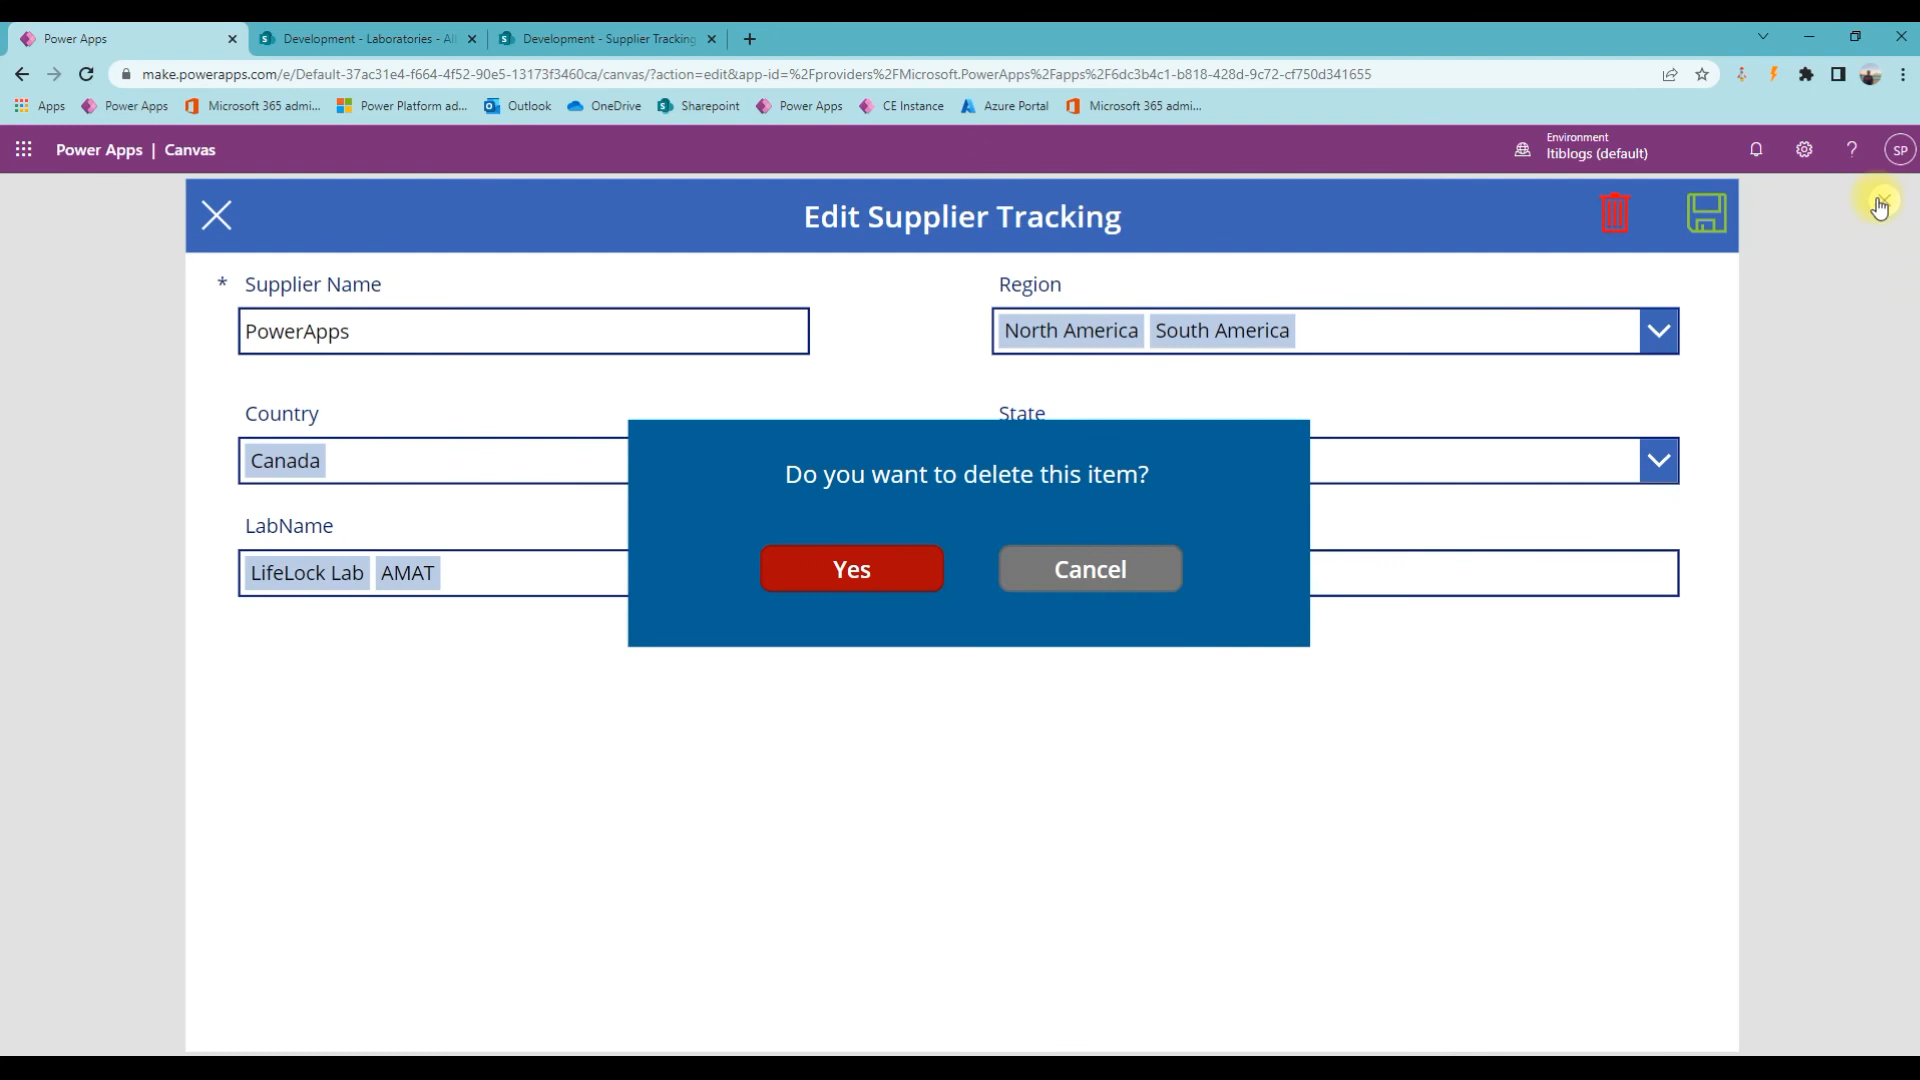 Power Apps
Development - Laboratories - All
Development - Supplier Tracking
make.powerapps.com/e/Default-37ac31e4-f664-4f52-90e5-13173f3460ca/canvas/?action=edit&app-id=%2Fproviders%2FMicrosoft.PowerApps%2Fapps%2F6dc3b4c1-b818-428d-9c72-cf750d341655
Apps
Power Apps
Microsoft 365 admi...
Power Platform ad...
Outlook
OneDrive
Sharepoint
Power Apps
CE Instance
Azure Portal
Microsoft 365 admi...
Power Apps | Canvas
Environment
ltiblogs (default)
SP
Edit Supplier Tracking
* Supplier Name
PowerApps
Region
North America South America
Country
Canada
State
LabName
LifeLock Lab AMAT
Do you want to delete this item?
Yes
Cancel